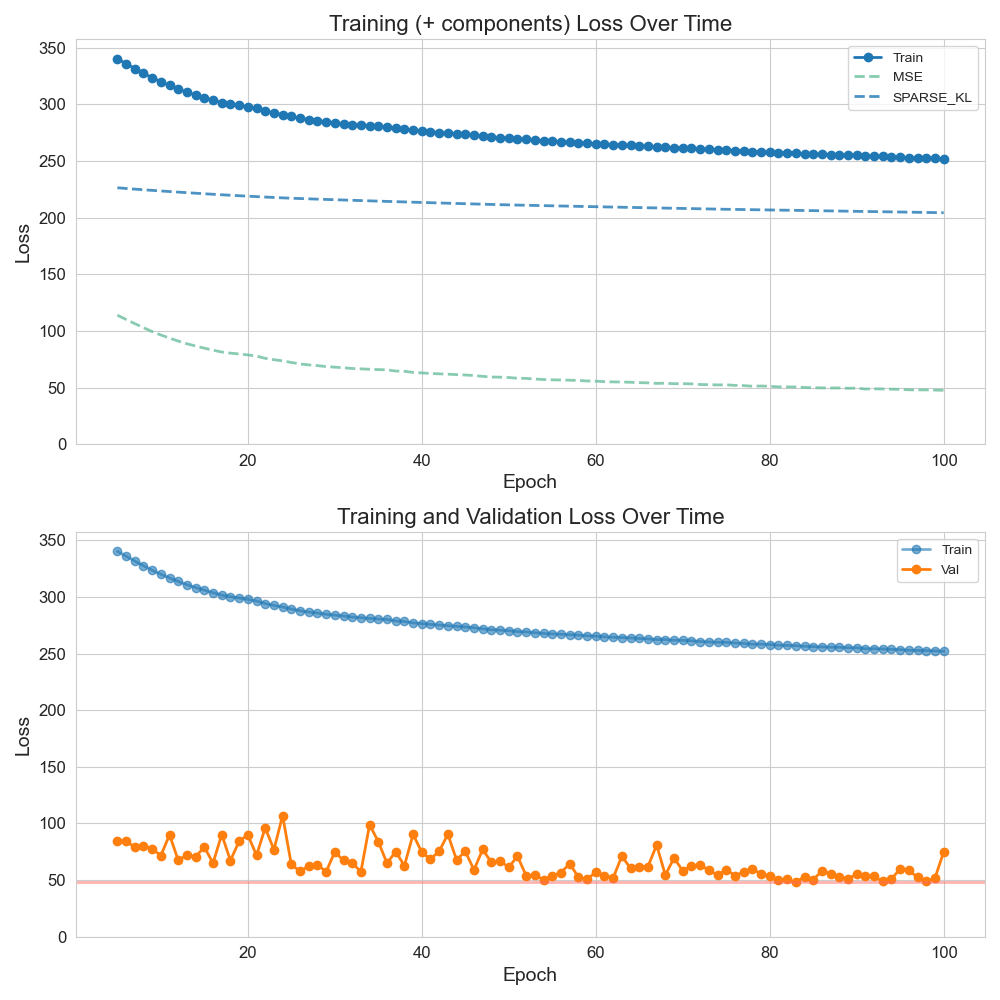 Training (+ components) Loss Over Time
350
300
250
200
150
100
50
0
Loss
Train
MSE
SPARSE_KL
20 40 60 80 100
Epoch
Training and Validation Loss Over Time
350
300
250
200
150
100
50
0
Loss
Train
Val
20 40 60 80 100
Epoch